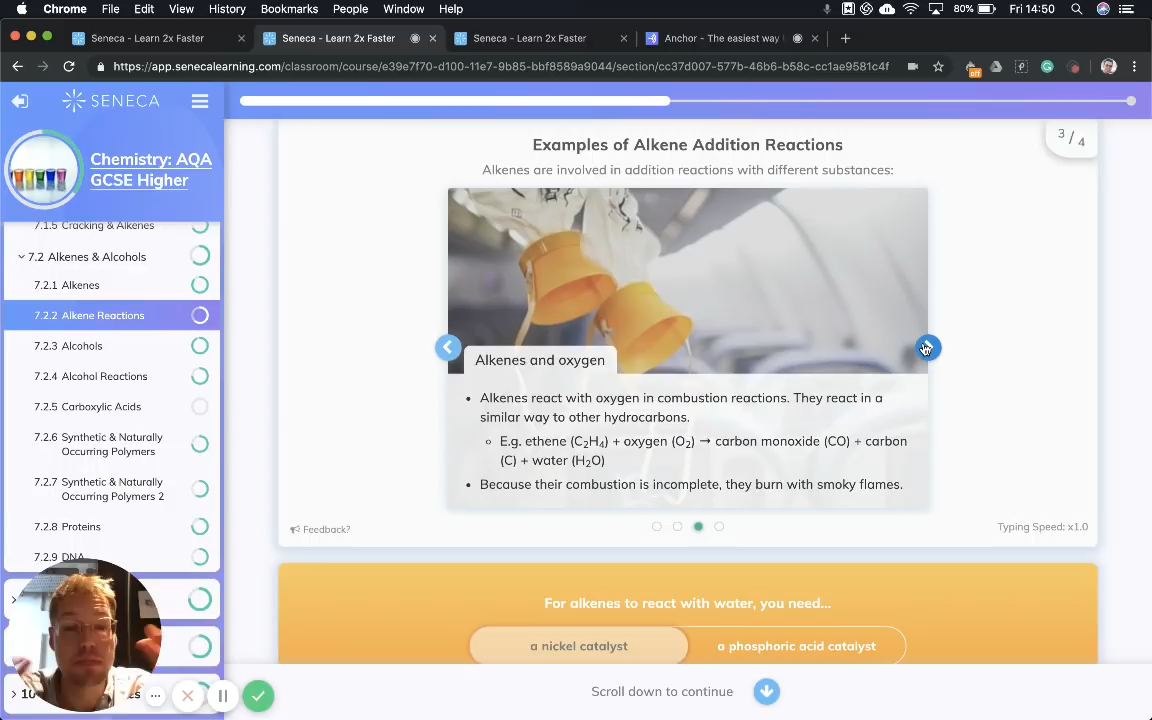 Chrome File Edit View History Bookmarks People Window Help 80% Fri 14:50
Seneca - Learn 2x Faster Seneca - Learn 2x Faster Seneca - Learn 2x Faster Anchor - The easiest way
https://app.senecalearning.com/classroom/course/e39e7f70-d100-11e7-9b85-bbf8589a9044/section/cc37d007-577b-46b6-b58c-cc1ae9581c4f
off
SENECA
Chemistry: AQA
GCSE Higher
7.1.5 Cracking & Alkenes
7.2 Alkenes & Alcohols
7.2.1 Alkenes
7.2.2 Alkene Reactions
7.2.3 Alcohols
7.2.4 Alcohol Reactions
7.2.5 Carboxylic Acids
7.2.6 Synthetic & Naturally
Occurring Polymers
7.2.7 Synthetic & Naturally
Occurring Polymers 2
7.2.8 Proteins
7.2.9 DNA
10
3 / 4
Examples of Alkene Addition Reactions
Alkenes are involved in addition reactions with different substances:
Alkenes and oxygen
• Alkenes react with oxygen in combustion reactions. They react in a
similar way to other hydrocarbons.
E.g. ethene (C₂H₄) + oxygen (O₂) → carbon monoxide (CO) + carbon
(C) + water (H₂O)
• Because their combustion is incomplete, they burn with smoky flames.
Feedback?
Typing Speed: x1.0
For alkenes to react with water, you need...
a nickel catalyst a phosphoric acid catalyst
Scroll down to continue